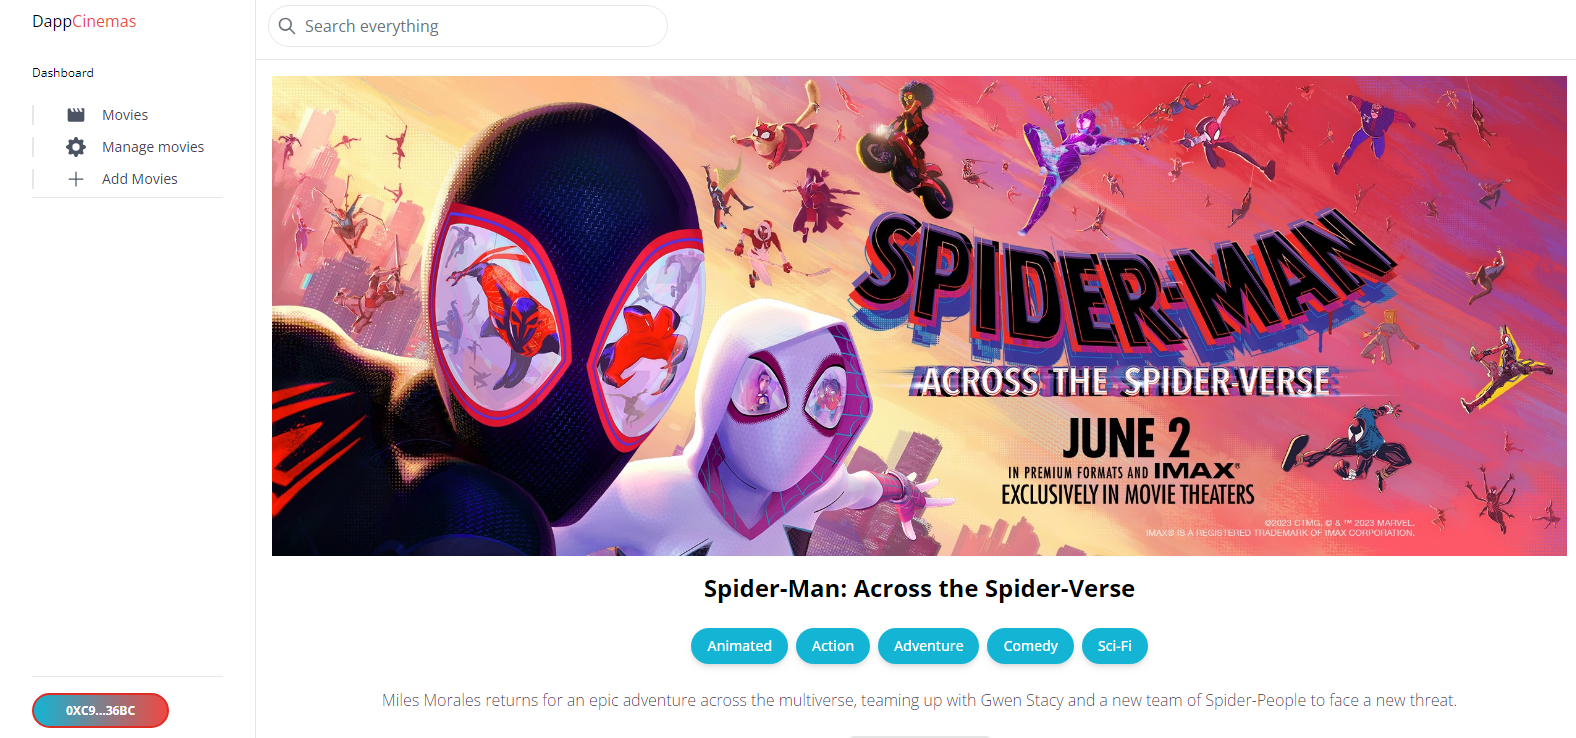 DappCinemas
Search everything
Dashboard
Movies
Manage movies
Add Movies
SPIDER-MAN
ACROSS THE SPIDER-VERSE
JUNE 2
IN PREMIUM FORMATS AND IMAX®
EXCLUSIVELY IN MOVIE THEATERS
©2023 CTMG. © & ™ 2023 MARVEL.
IMAX® IS A REGISTERED TRADEMARK OF IMAX CORPORATION.
Spider-Man: Across the Spider-Verse
Animated Action Adventure Comedy Sci-Fi
Miles Morales returns for an epic adventure across the multiverse, teaming up with Gwen Stacy and a new team of Spider-People to face a new threat.
0XC9...36BC